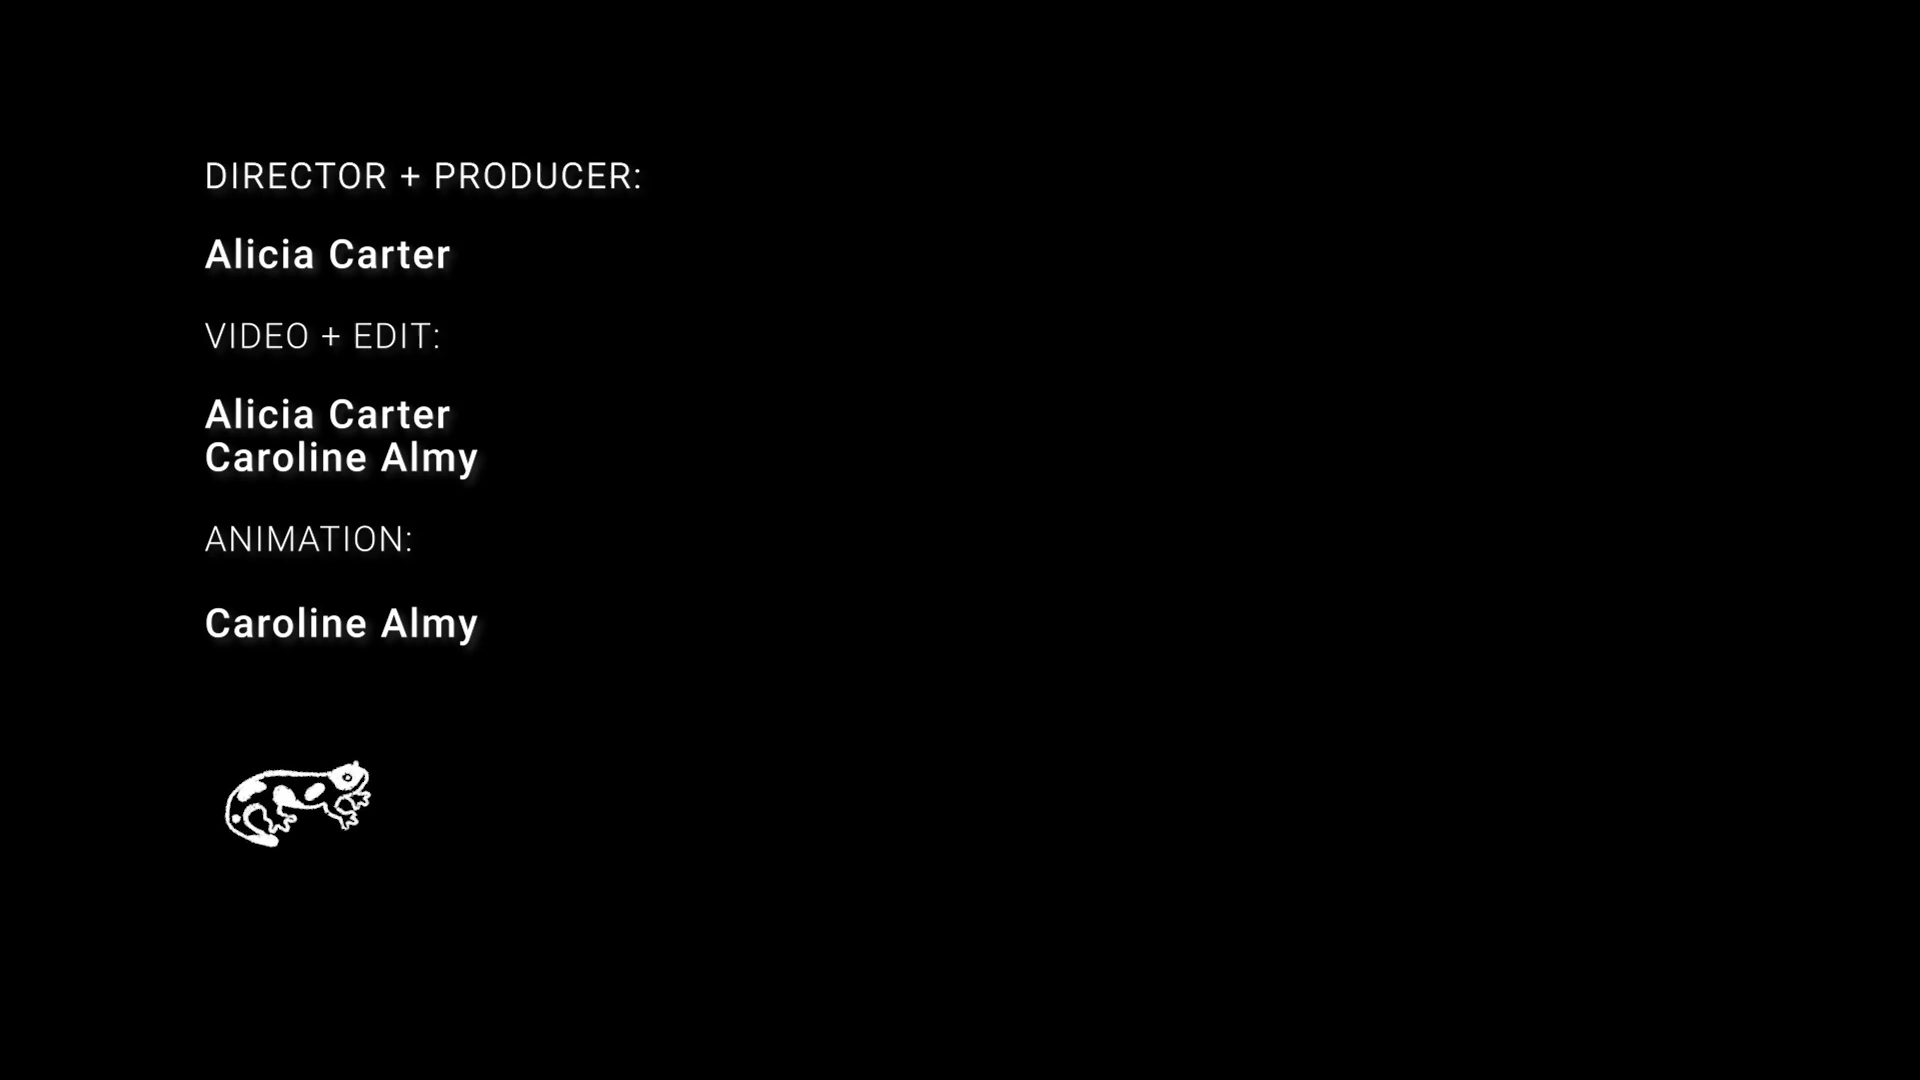 DIRECTOR + PRODUCER:
Alicia Carter
VIDEO + EDIT:
Alicia Carter
Caroline Almy
ANIMATION:
Caroline Almy